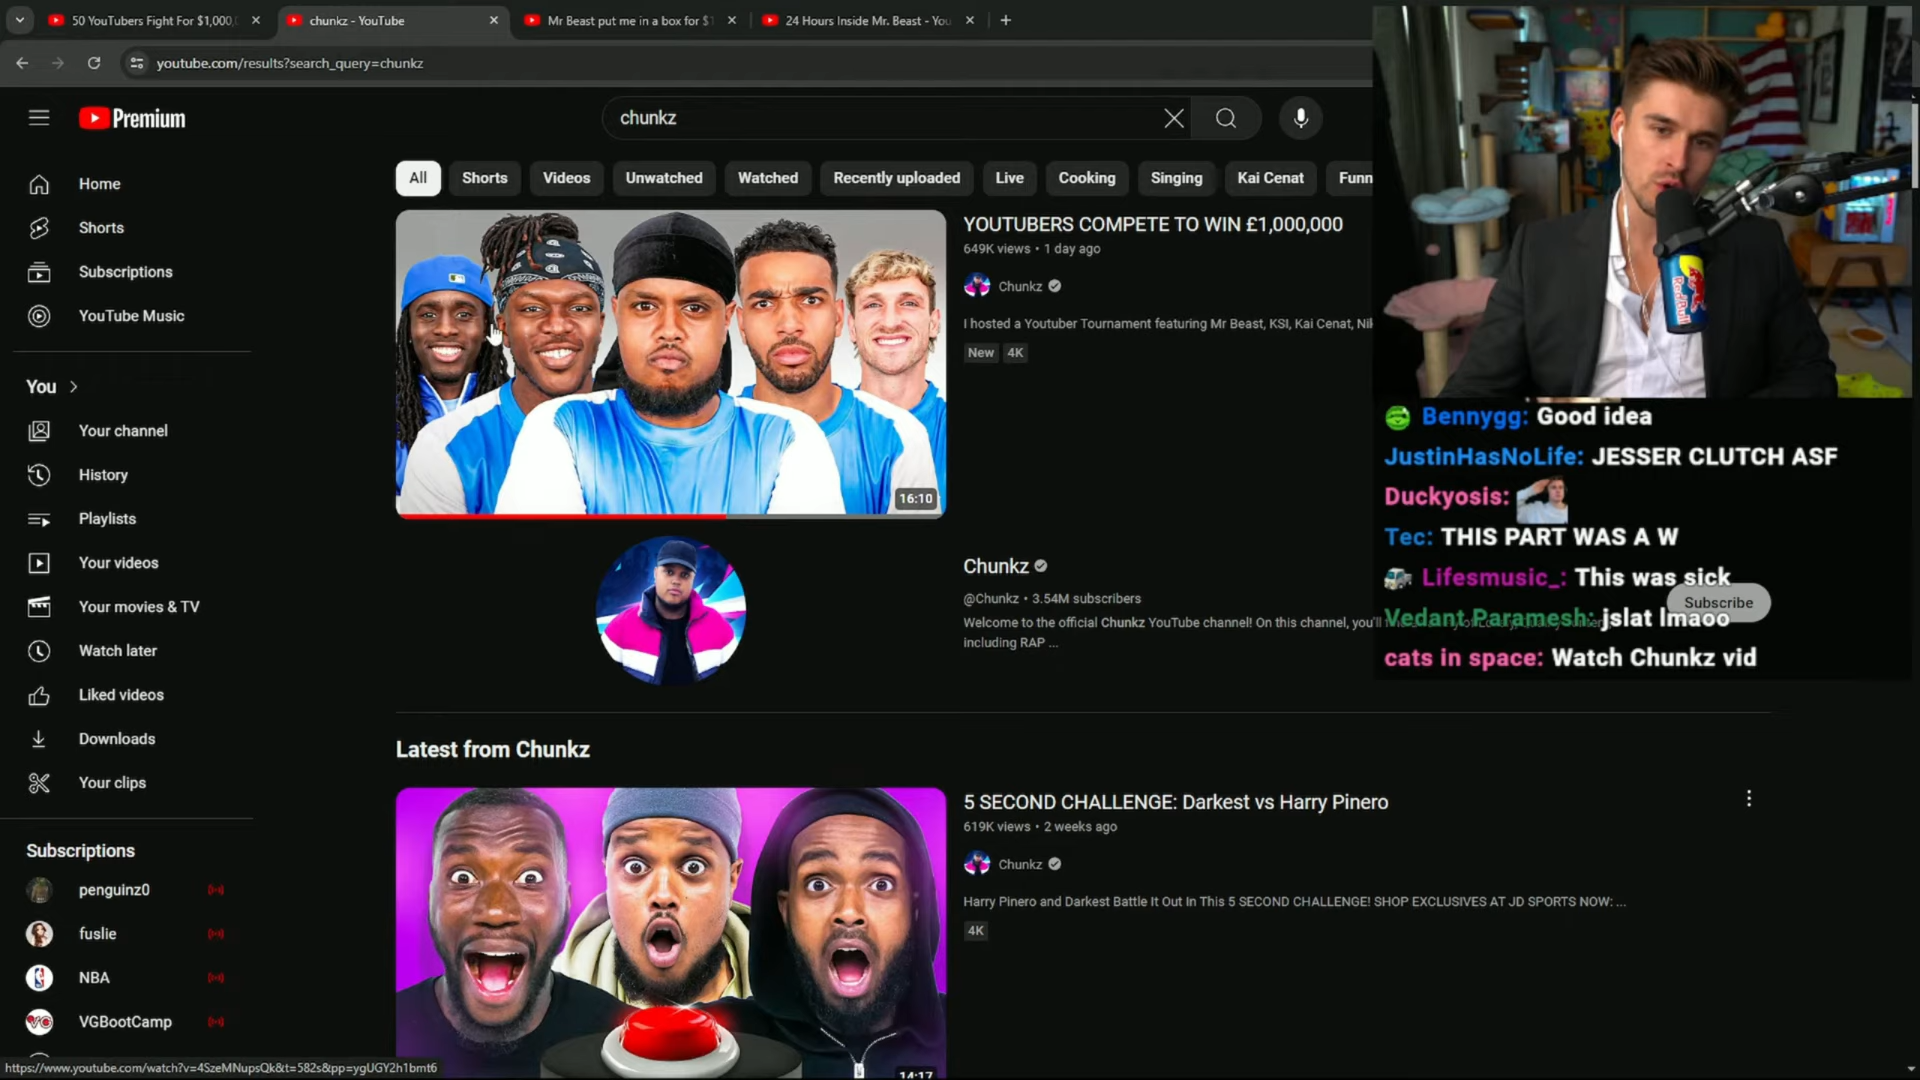 50 YouTubers Fight For $1,000,
chunkz - YouTube
Mr Beast put me in a box for $1
24 Hours Inside Mr. Beast - You
youtube.com/results?search_query=chunkz
Premium
chunkz
All
Shorts
Videos
Unwatched
Watched
Recently uploaded
Live
Cooking
Singing
Kai Cenat
Funn
Home
Shorts
Subscriptions
YouTube Music
You
Your channel
History
Playlists
Your videos
Your movies & TV
Watch later
Liked videos
Downloads
Your clips
Subscriptions
penguinz0
fuslie
NBA
VGBootCamp
16:10
YOUTUBERS COMPETE TO WIN £1,000,000
649K views • 1 day ago
Chunkz
I hosted a Youtuber Tournament featuring Mr Beast, KSI, Kai Cenat, Nik
New
4K
Chunkz
@Chunkz • 3.54M subscribers
Welcome to the official Chunkz YouTube channel! On this channel, you'll
including RAP ...
Subscribe
Latest from Chunkz
14:17
5 SECOND CHALLENGE: Darkest vs Harry Pinero
619K views • 2 weeks ago
Chunkz
Harry Pinero and Darkest Battle It Out In This 5 SECOND CHALLENGE! SHOP EXCLUSIVES AT JD SPORTS NOW: ...
4K
Red Bull
Bennygg: Good idea
JustinHasNoLife: JESSER CLUTCH ASF
Duckyosis:
Tec: THIS PART WAS A W
Lifesmusic_: This was sick
Vedant Paramesh: jslat lmaoo
cats in space: Watch Chunkz vid
https://www.youtube.com/watch?v=4SzeMNupsQk&t=582s&pp=ygUGY2h1bmt6